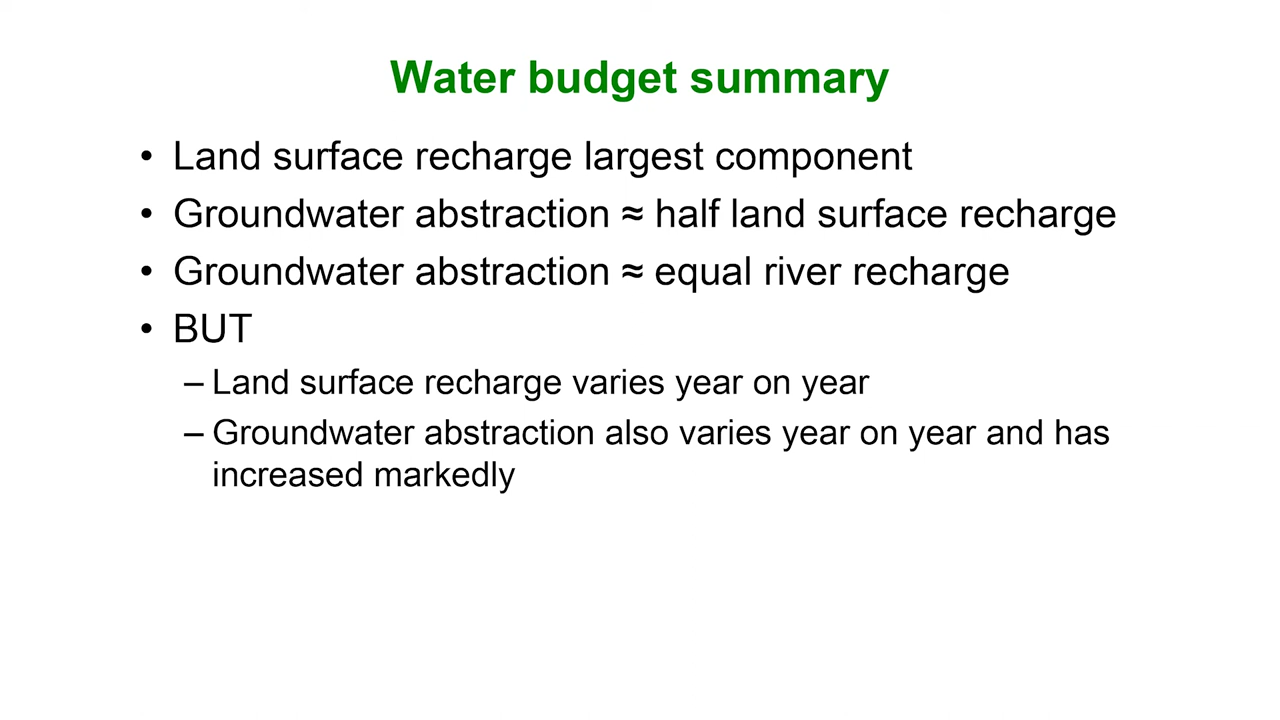 Water budget summary
• Land surface recharge largest component
• Groundwater abstraction ≈ half land surface recharge
• Groundwater abstraction ≈ equal river recharge
• BUT
– Land surface recharge varies year on year
– Groundwater abstraction also varies year on year and has
increased markedly